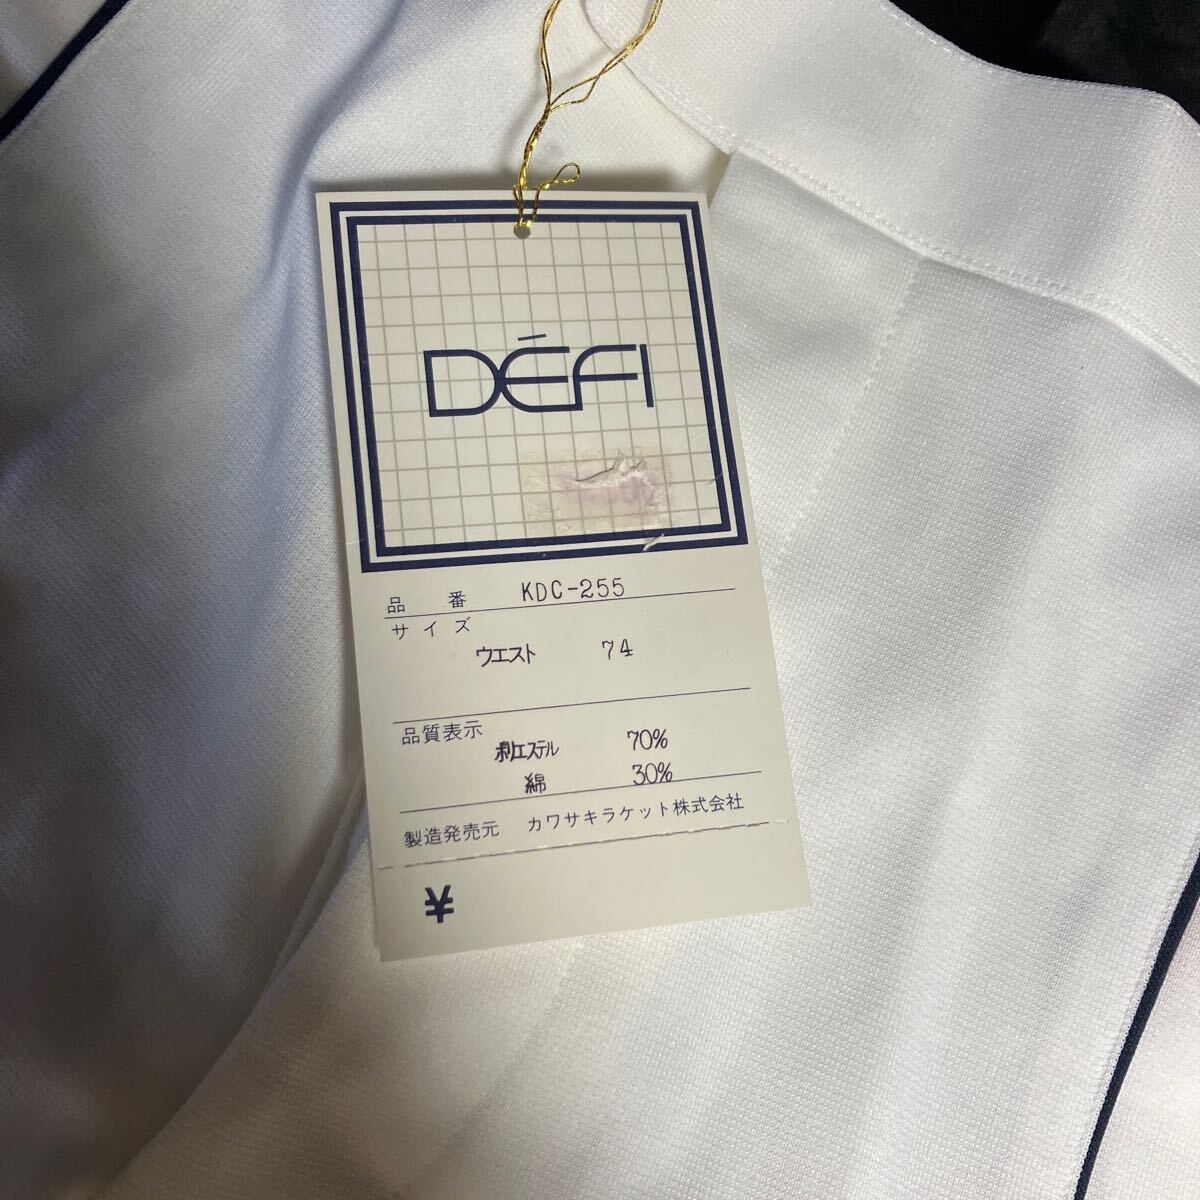 DÉFI
品番 KDC-255
サイズ
ウエスト 74
品質表示
ポリエステル 70%
綿 30%
製造発売元 カワサキラケット株式会社
¥